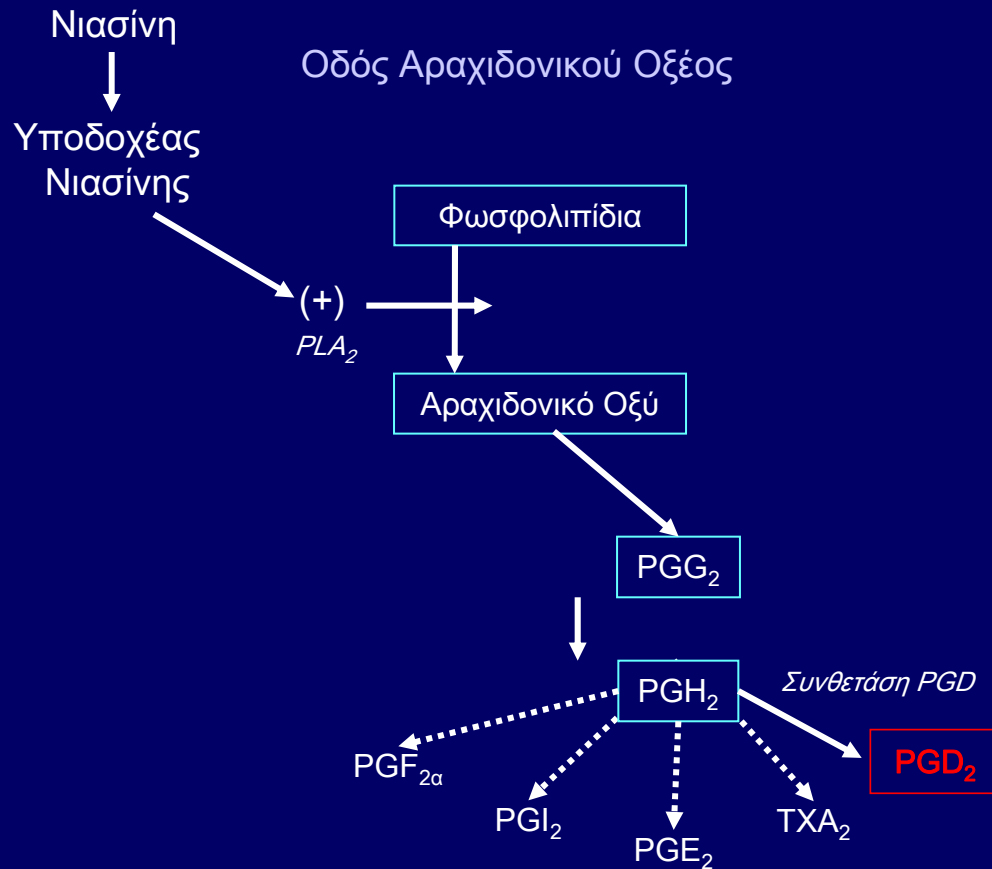 Νιασίνη
Οδός Αραχιδονικού Οξέος
Υποδοχέας
Νιασίνης
Φωσφολιπίδια
(+)
PLA₂
Αραχιδονικό Οξύ
PGG₂
PGH₂
Συνθετάση PGD
PGD₂
PGF₂α
PGI₂
TXA₂
PGE₂